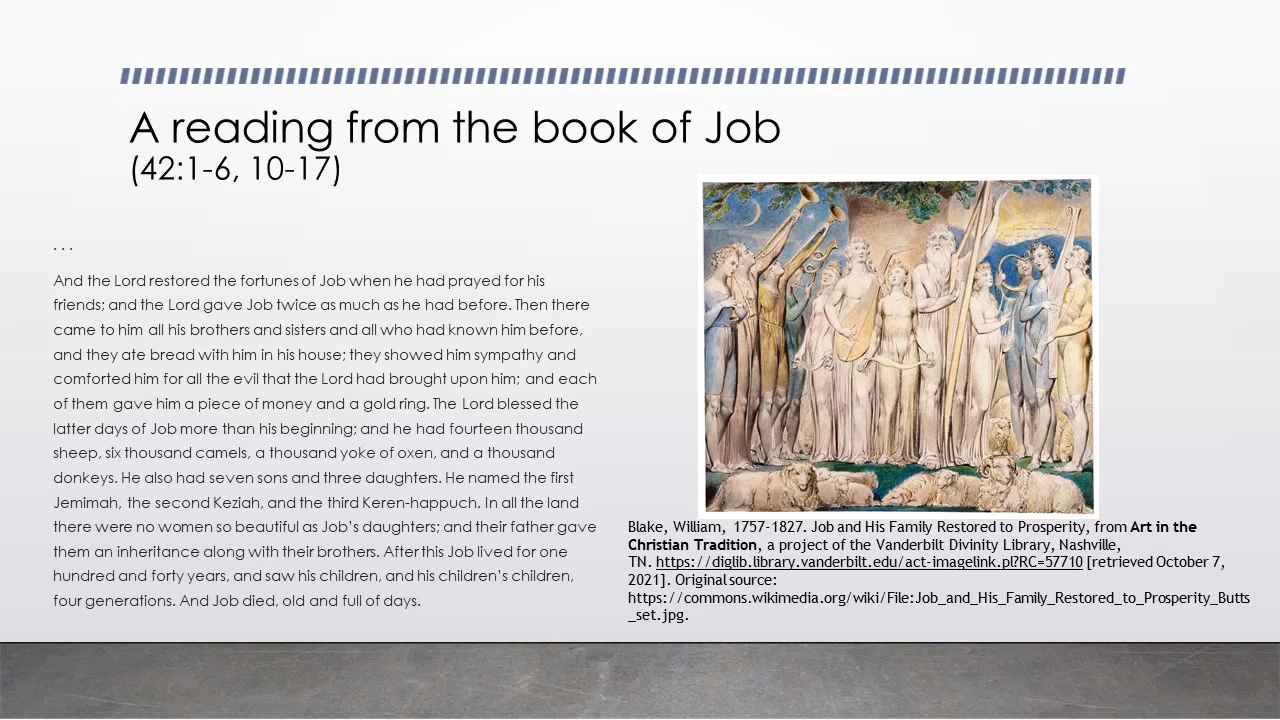 A reading from the book of Job
(42:1-6, 10-17)
. . .
And the Lord restored the fortunes of Job when he had prayed for his
friends; and the Lord gave Job twice as much as he had before. Then there
came to him all his brothers and sisters and all who had known him before,
and they ate bread with him in his house; they showed him sympathy and
comforted him for all the evil that the Lord had brought upon him; and each
of them gave him a piece of money and a gold ring. The Lord blessed the
latter days of Job more than his beginning; and he had fourteen thousand
sheep, six thousand camels, a thousand yoke of oxen, and a thousand
donkeys. He also had seven sons and three daughters. He named the first
Jemimah, the second Keziah, and the third Keren-happuch. In all the land
there were no women so beautiful as Job’s daughters; and their father gave
them an inheritance along with their brothers. After this Job lived for one
hundred and forty years, and saw his children, and his children’s children,
four generations. And Job died, old and full of days.
Blake, William, 1757-1827. Job and His Family Restored to Prosperity, from Art in the
Christian Tradition, a project of the Vanderbilt Divinity Library, Nashville,
TN. https://diglib.library.vanderbilt.edu/act-imagelink.pl?RC=57710 [retrieved October 7,
2021]. Original source:
https://commons.wikimedia.org/wiki/File:Job_and_His_Family_Restored_to_Prosperity_Butts
_set.jpg.